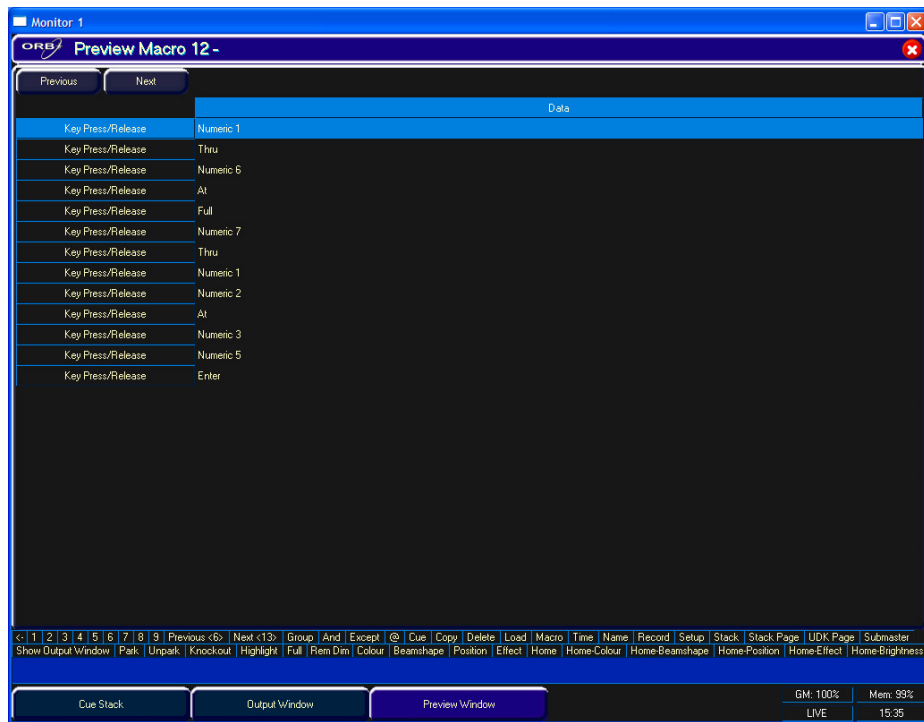 Monitor 1
ORB Preview Macro 12 -
Previous Next
Data
Key Press/Release Numeric 1
Key Press/Release Thru
Key Press/Release Numeric 6
Key Press/Release At
Key Press/Release Full
Key Press/Release Numeric 7
Key Press/Release Thru
Key Press/Release Numeric 1
Key Press/Release Numeric 2
Key Press/Release At
Key Press/Release Numeric 3
Key Press/Release Numeric 5
Key Press/Release Enter
<- 1 2 3 4 5 6 7 8 9 Previous <6> Next <13> Group And Except @ Cue Copy Delete Load Macro Time Name Record Setup Stack Stack Page UDK Page Submaster
Show Output Window Park Unpark Knockout Highlight Full Rem Dim Colour Beamshape Position Effect Home Home-Colour Home-Beamshape Home-Position Home-Effect Home-Brightness
Cue Stack Output Window Preview Window GM: 100% Mem: 99%
LIVE 15:35